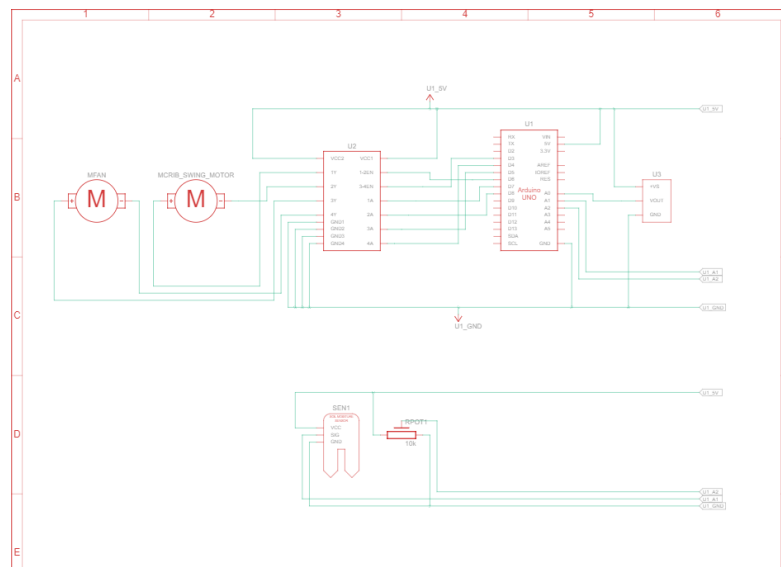 1 2 3 4 5 6
A
B
C
D
E
U1_5V
U1_5V
U1
U2
MFAN
MCRIB_SWING_MOTOR
M
M
U3
VCC2 VCC1
1Y 1-2EN
2Y 3-4EN
3Y 1A
4Y 2A
GND1
GND2 3A
GND3
GND4 4A
RX VIN
TX 5V
D2 3.3V
D3
D4 AREF
D5 IOREF
D6 RES
D7
D8 A0
D9 A1
D10 A2
D11 A3
D12 A4
D13 A5
SDA
SCL GND
Arduino
UNO
+VS
VOUT
GND
U1_A1
U1_A2
U1_GND
U1_GND
U1_5V
SEN1
VCC
SIG
GND
RPOT1
10k
U1_A2
U1_A1
U1_GND